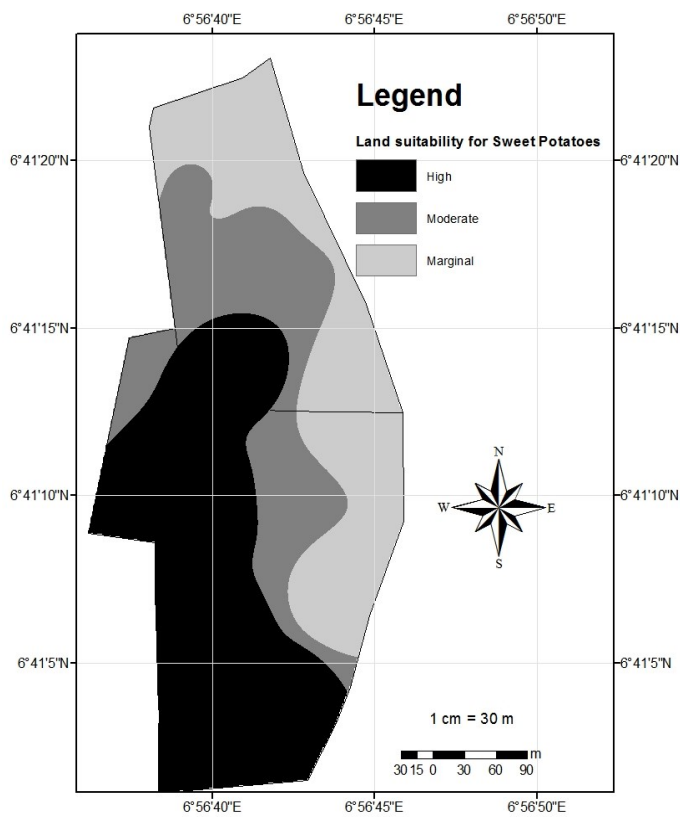 6°56'40"E 6°56'45"E 6°56'50"E
Legend
Land suitability for Sweet Potatoes
High
Moderate
Marginal
6°41'20"N 6°41'20"N
6°41'15"N 6°41'15"N
N
W E
S
6°41'10"N 6°41'10"N
6°41'5"N 6°41'5"N
1 cm = 30 m
m
30 15 0 30 60 90
6°56'40"E 6°56'45"E 6°56'50"E